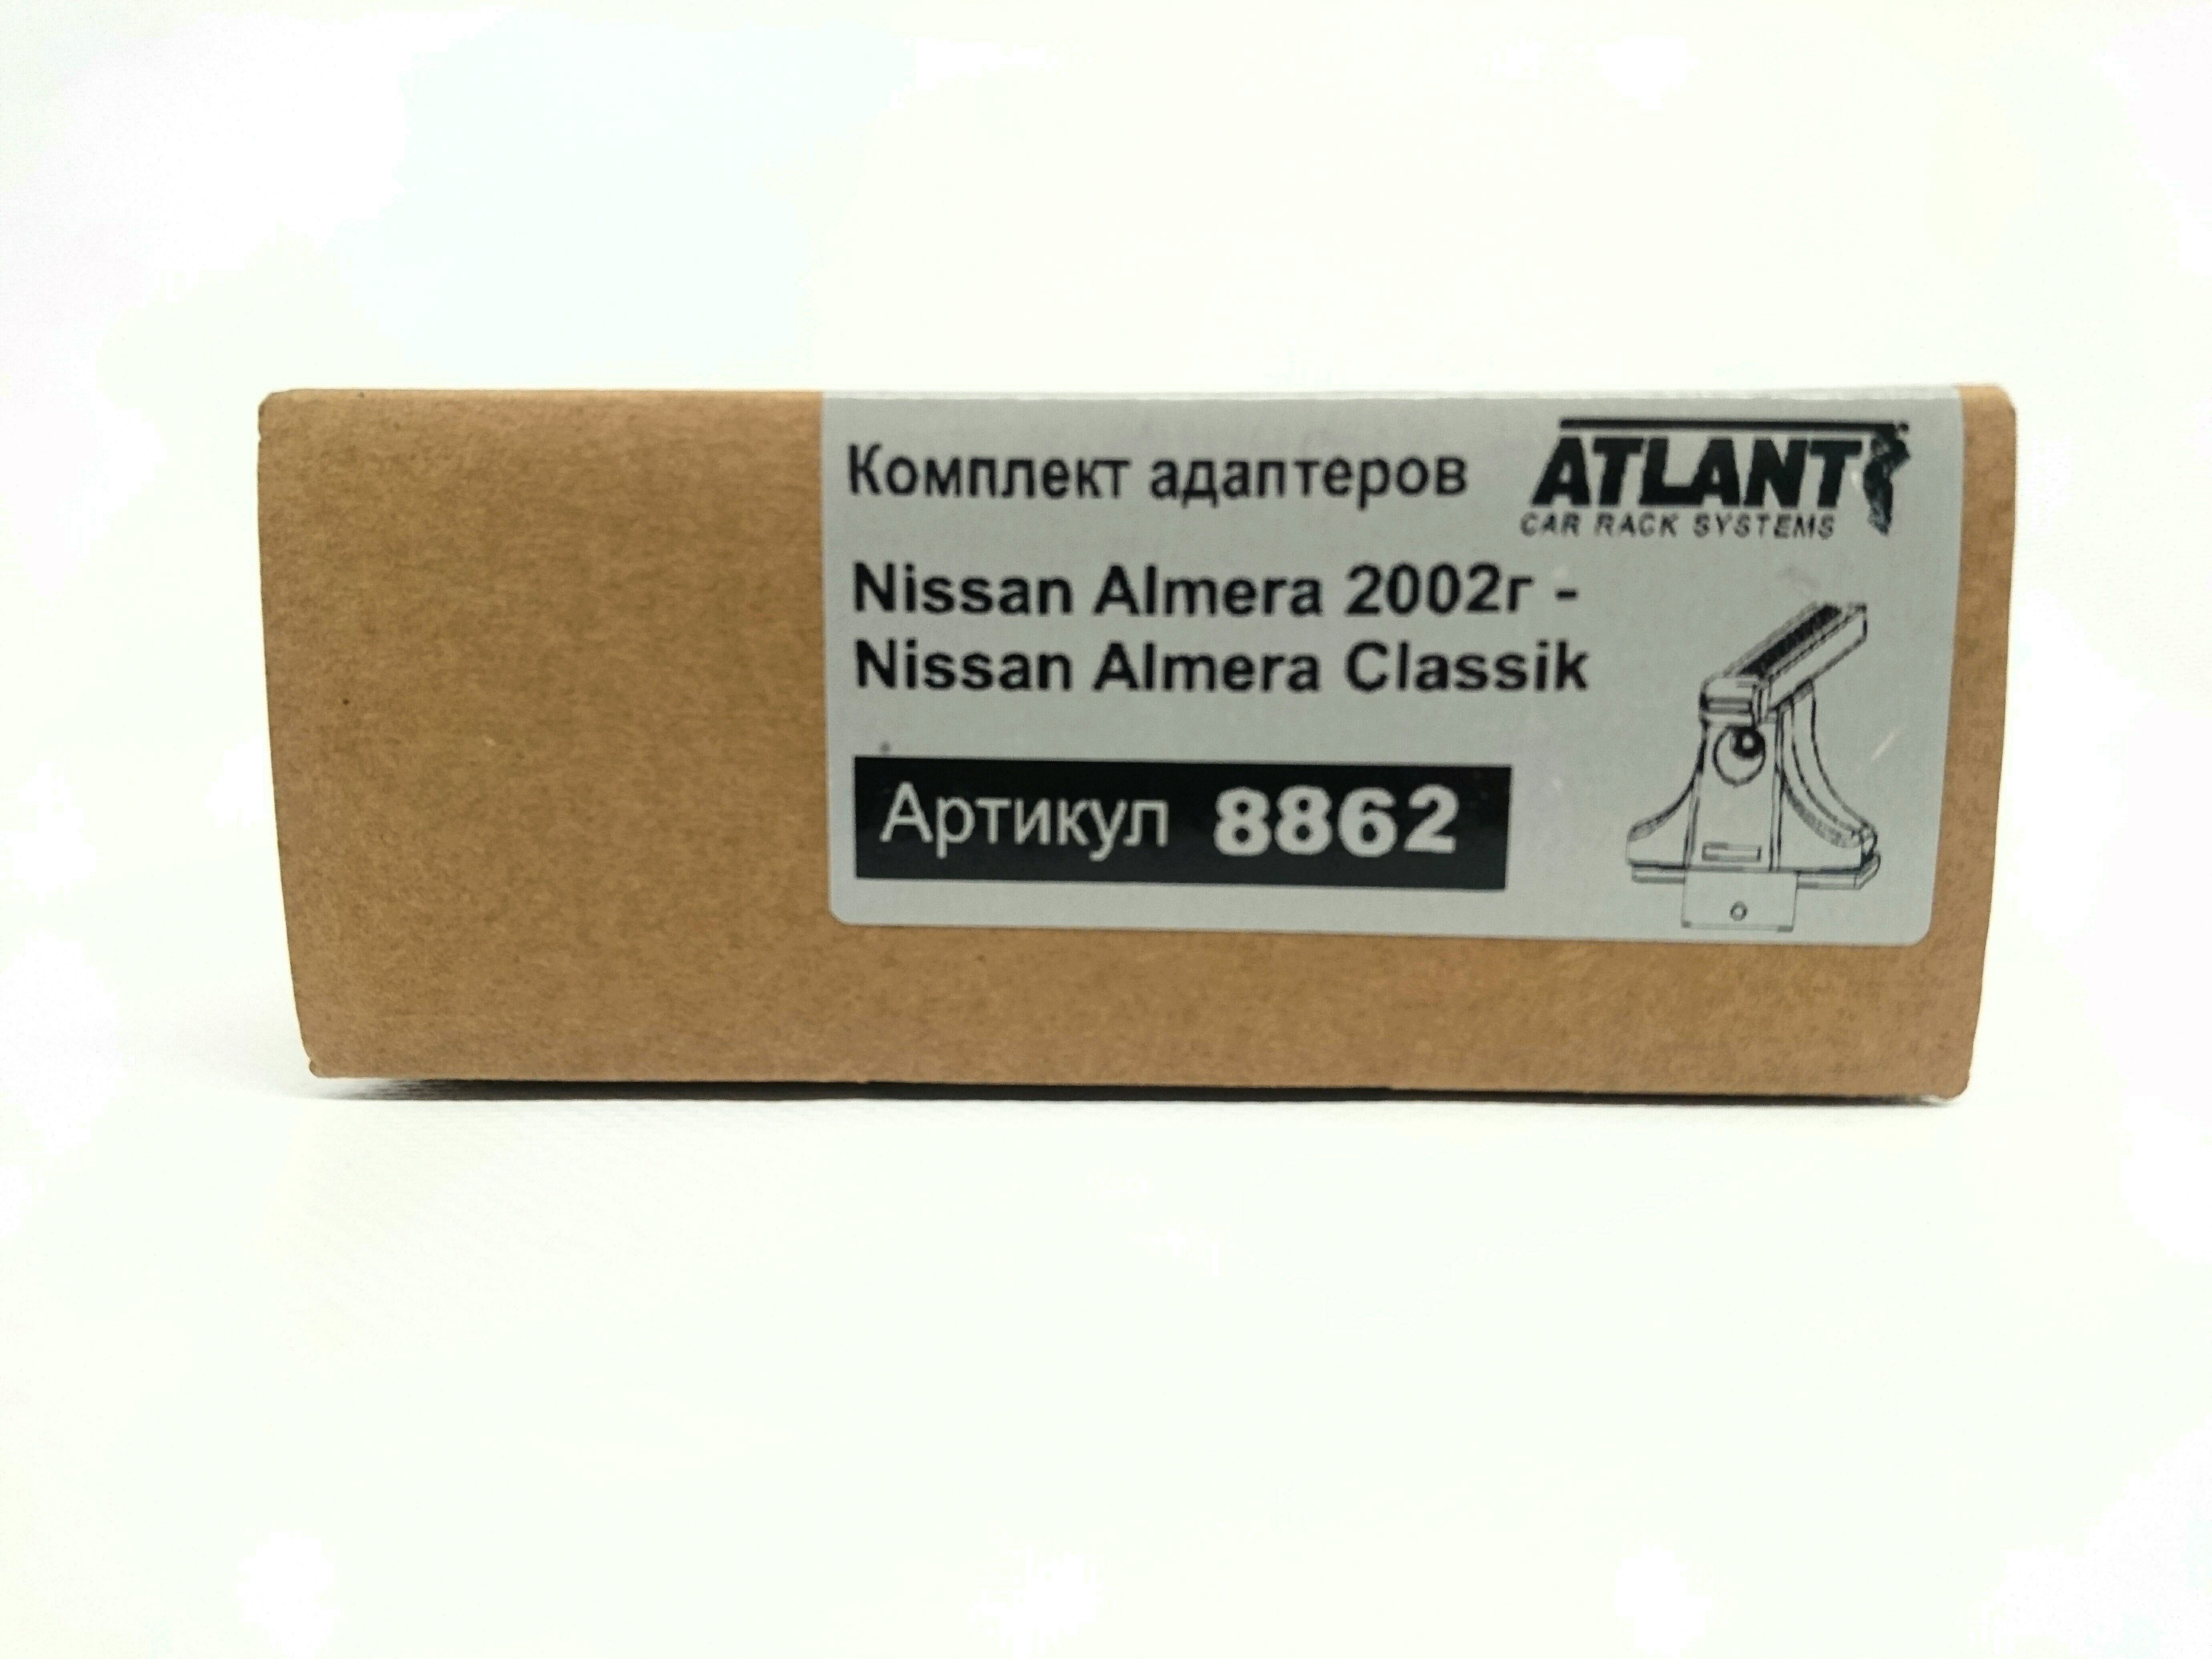 Комплект адаптеров
ATLANT
CAR RACK SYSTEMS
Nissan Almera 2002г -
Nissan Almera Classik
Артикул 8862